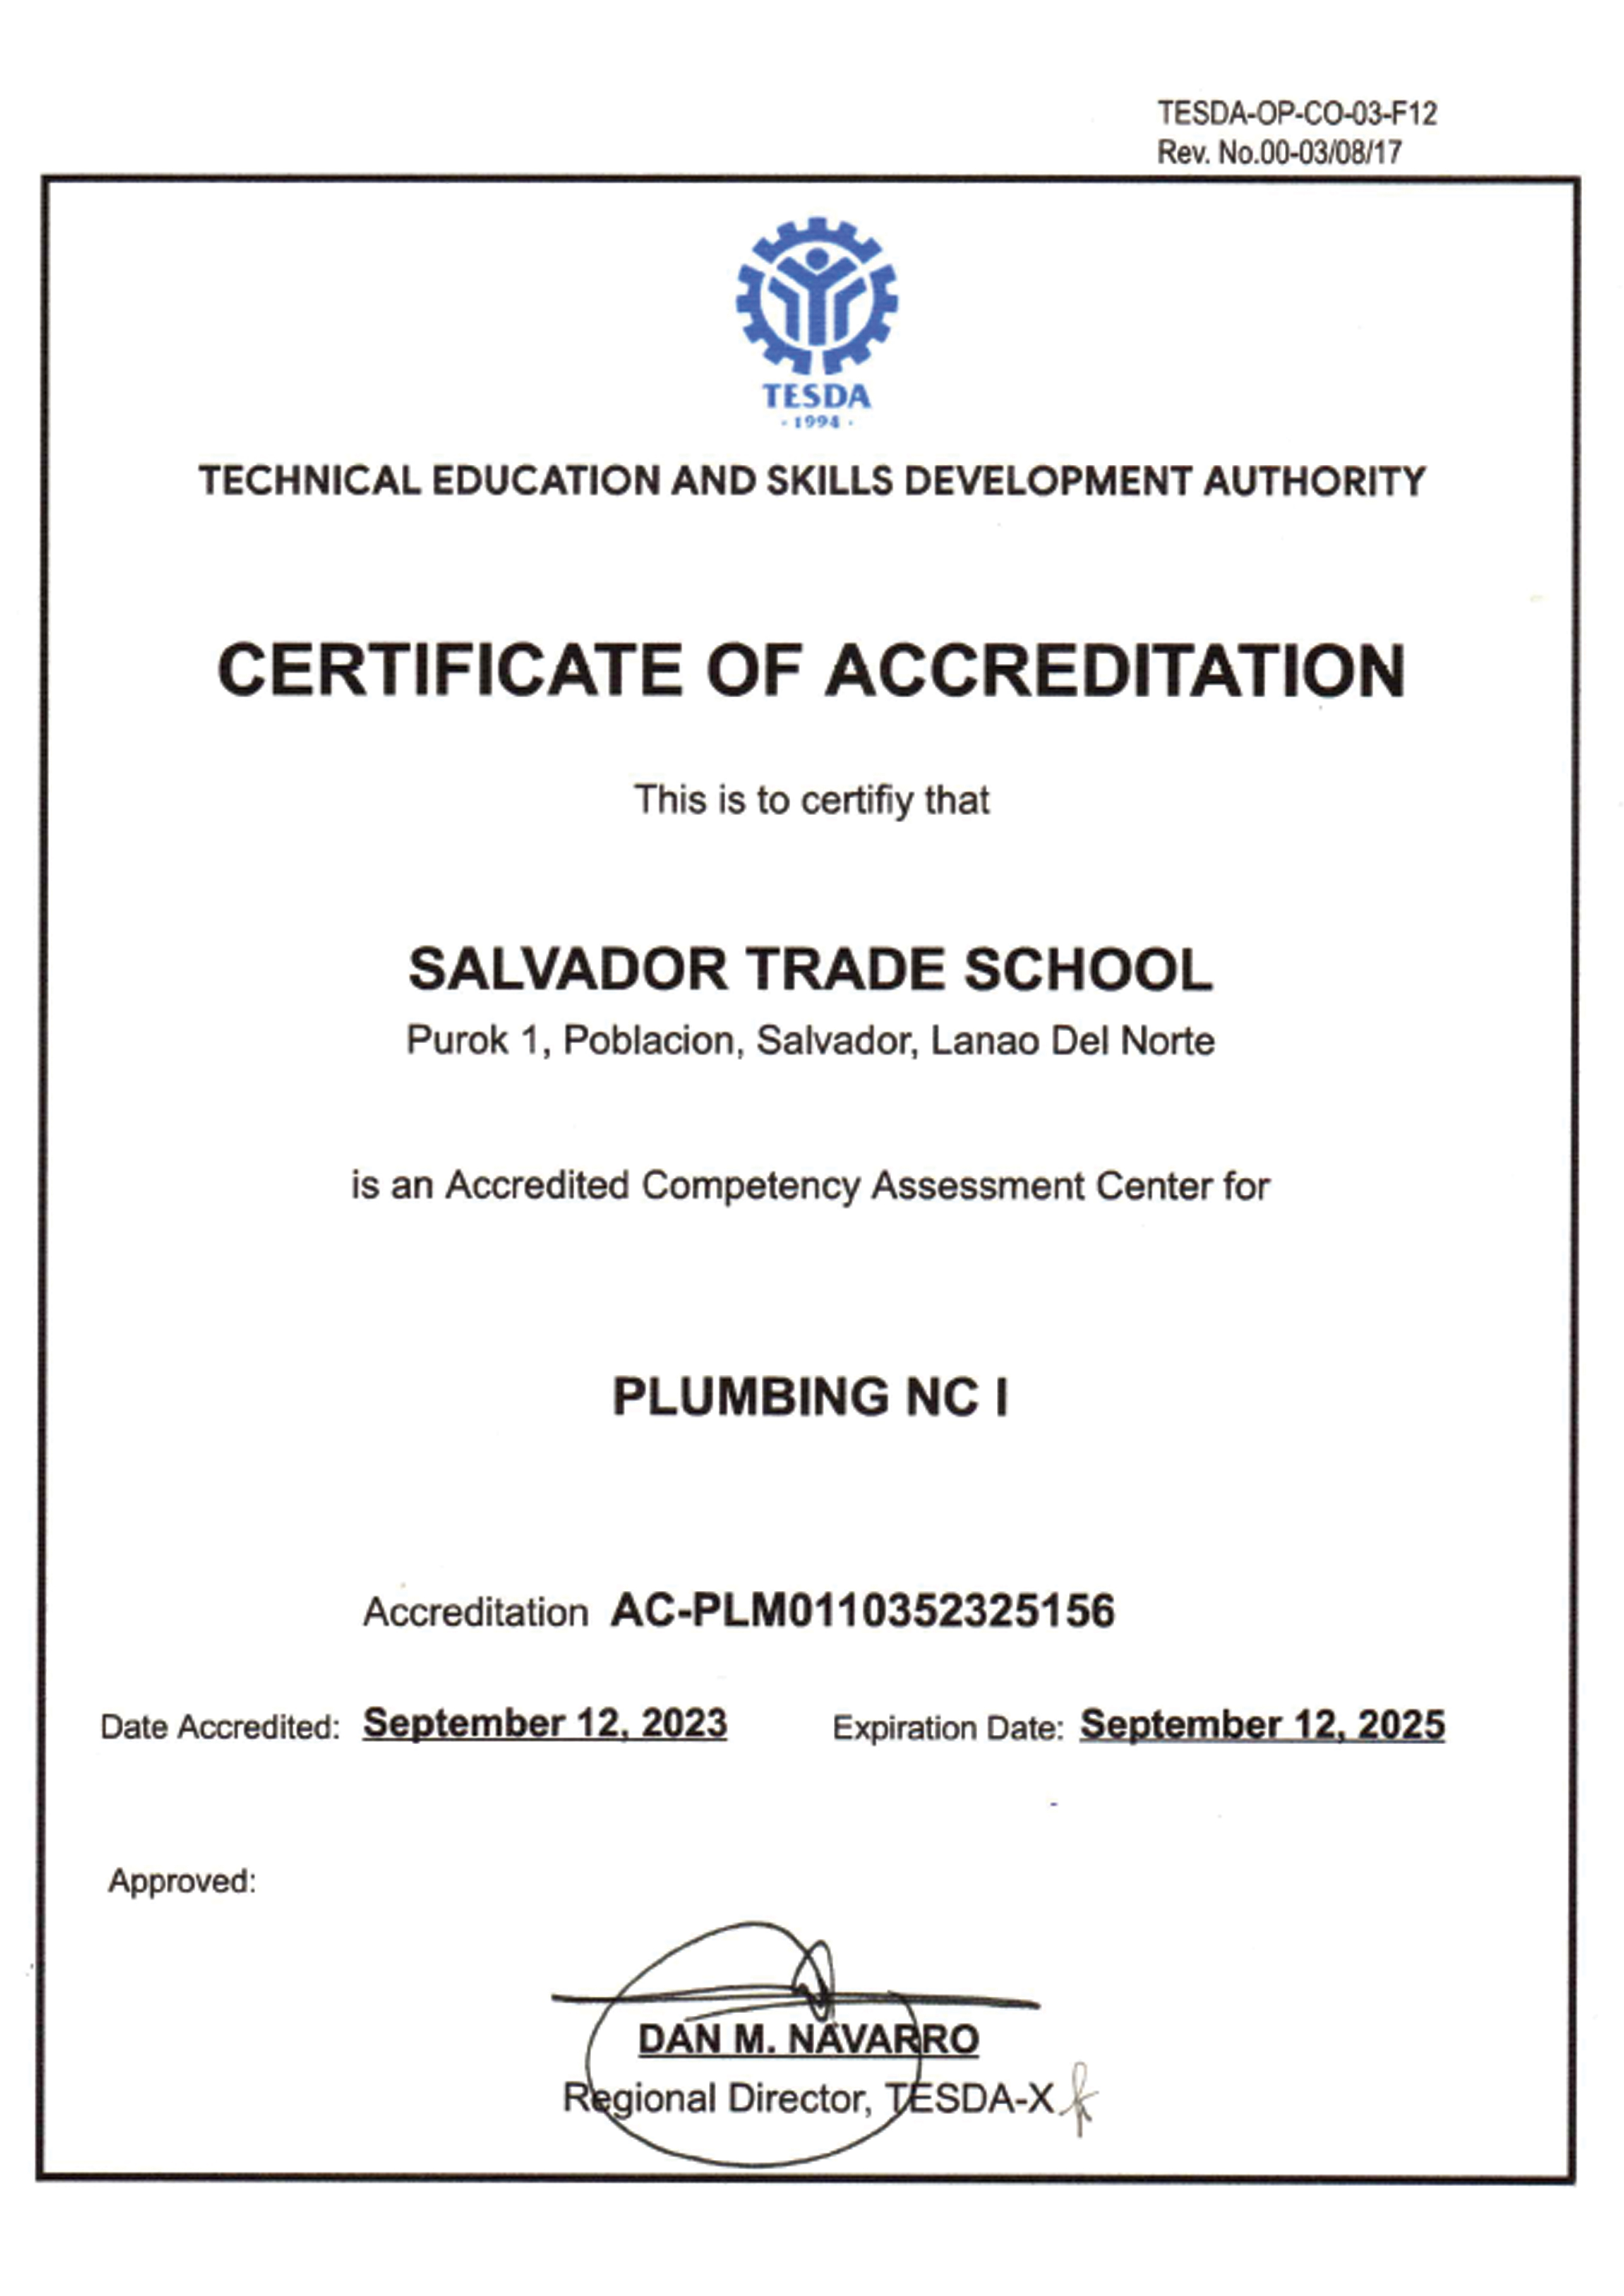 TESDA-OP-CO-03-F12
Rev. No.00-03/08/17
TESDA
· 1994 ·
TECHNICAL EDUCATION AND SKILLS DEVELOPMENT AUTHORITY
CERTIFICATE OF ACCREDITATION
This is to certifiy that
SALVADOR TRADE SCHOOL
Purok 1, Poblacion, Salvador, Lanao Del Norte
is an Accredited Competency Assessment Center for
PLUMBING NC I
Accreditation AC-PLM0110352325156
Date Accredited: September 12, 2023 Expiration Date: September 12, 2025
Approved:
DAN M. NAVARRO
Regional Director, TESDA-X